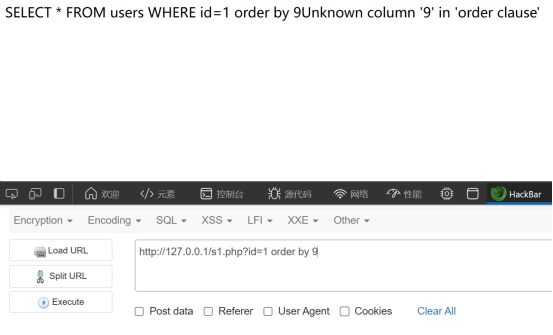 SELECT * FROM users WHERE id=1 order by 9Unknown column '9' in 'order clause'
欢迎 </> 元素 控制台 源代码 网络 性能 HackBar
Encryption Encoding SQL XSS LFI XXE Other
Load URL
http://127.0.0.1/s1.php?id=1 order by 9
Split URL
Execute
Post data Referer User Agent Cookies Clear All